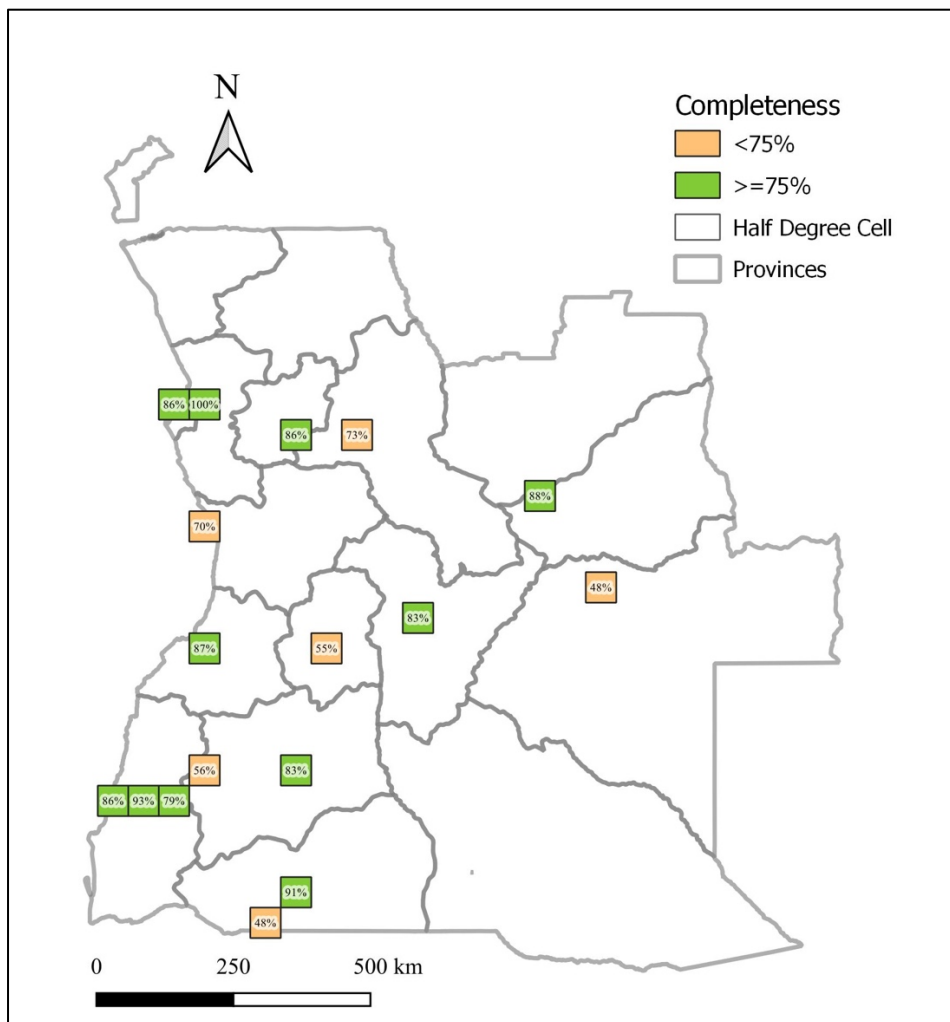 N
Completeness
<75%
>=75%
Half Degree Cell
Provinces
86% 100%
86%
73%
88%
70%
48%
83%
87%
55%
56%
83%
86% 93% 79%
91%
48%
0 250 500 km